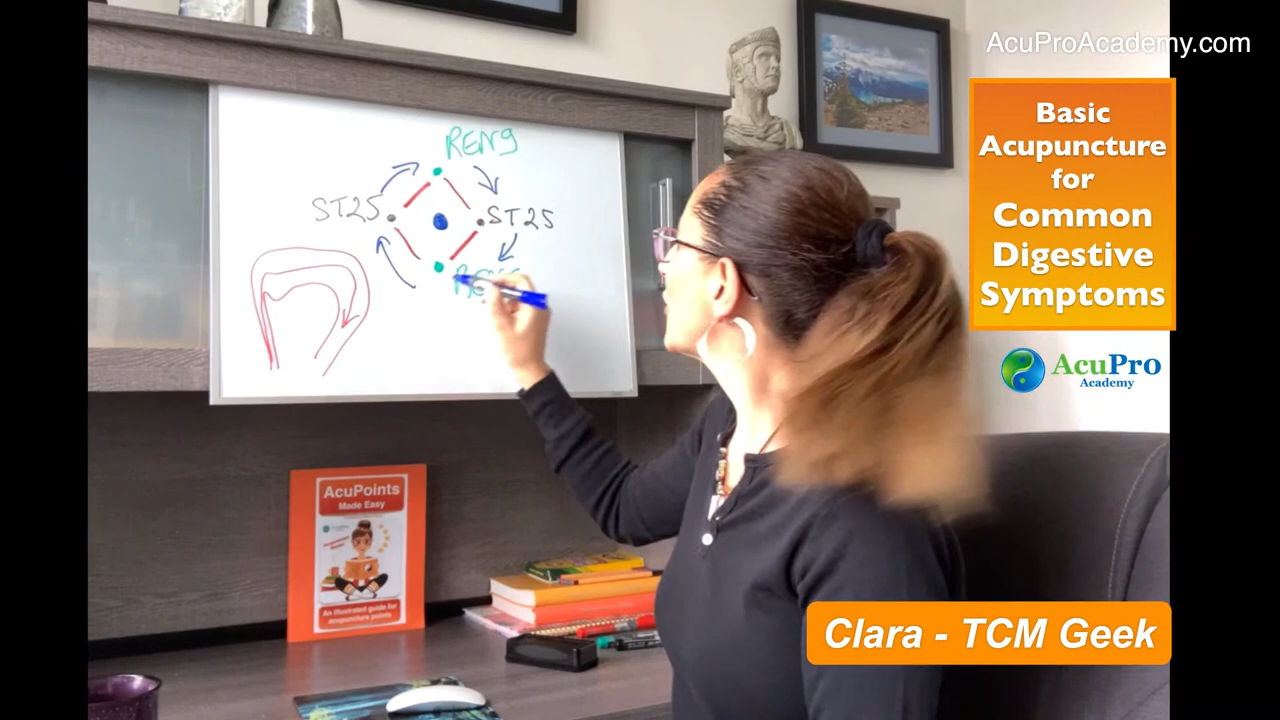 AcuProAcademy.com
Basic
Acupuncture
for
Common
Digestive
Symptoms
AcuPro
Academy
REN9
ST25
ST25
AcuPoints
Made Easy
An illustrated guide for
acupuncture points
Clara - TCM Geek